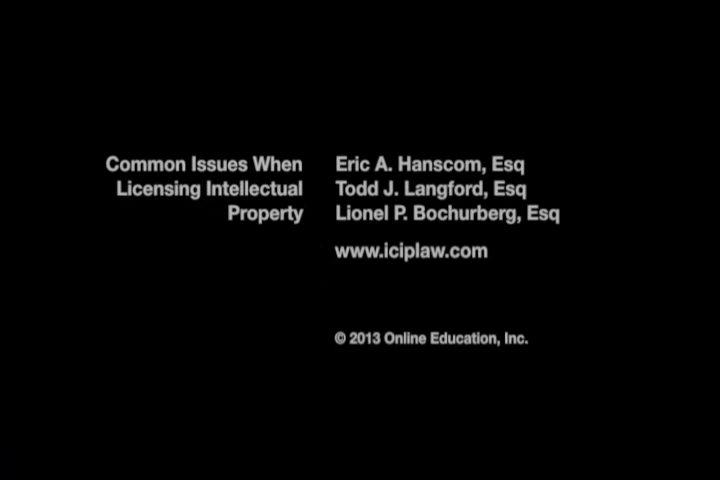 Common Issues When
Licensing Intellectual
Property
Eric A. Hanscom, Esq
Todd J. Langford, Esq
Lionel P. Bochurberg, Esq
www.iciplaw.com
© 2013 Online Education, Inc.